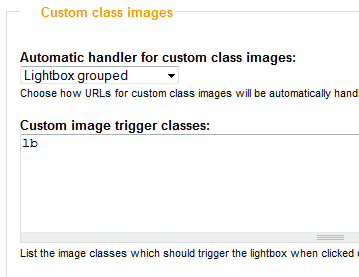 Custom class images
Automatic handler for custom class images:
Lightbox grouped
Choose how URLs for custom class images will be automatically handl
Custom image trigger classes:
lb
List the image classes which should trigger the lightbox when clicked